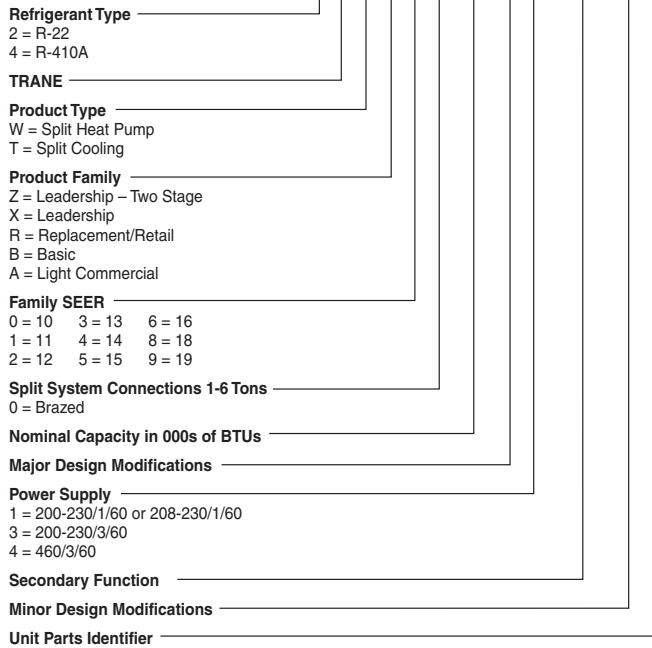 Refrigerant Type
2 = R-22
4 = R-410A
TRANE
Product Type
W = Split Heat Pump
T = Split Cooling
Product Family
Z = Leadership – Two Stage
X = Leadership
R = Replacement/Retail
B = Basic
A = Light Commercial
Family SEER
0 = 10 3 = 13 6 = 16
1 = 11 4 = 14 8 = 18
2 = 12 5 = 15 9 = 19
Split System Connections 1-6 Tons
0 = Brazed
Nominal Capacity in 000s of BTUs
Major Design Modifications
Power Supply
1 = 200-230/1/60 or 208-230/1/60
3 = 200-230/3/60
4 = 460/3/60
Secondary Function
Minor Design Modifications
Unit Parts Identifier